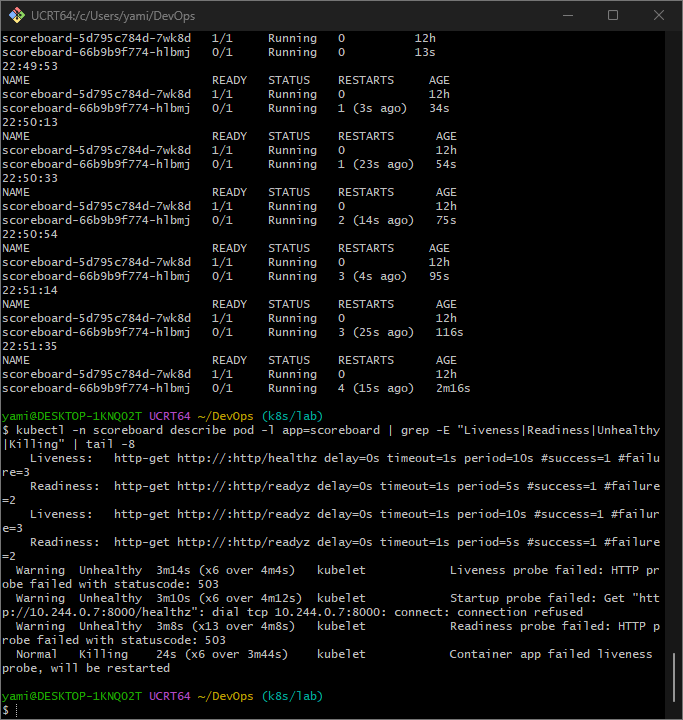 UCRT64:/c/Users/yami/DevOps
scoreboard-5d795c784d-7wk8d   1/1     Running   0          12h
scoreboard-66b9b9f774-hlbmj   0/1     Running   0          13s
22:49:53
NAME                          READY   STATUS    RESTARTS     AGE
scoreboard-5d795c784d-7wk8d   1/1     Running   0            12h
scoreboard-66b9b9f774-hlbmj   0/1     Running   1 (3s ago)   34s
22:50:13
NAME                          READY   STATUS    RESTARTS      AGE
scoreboard-5d795c784d-7wk8d   1/1     Running   0             12h
scoreboard-66b9b9f774-hlbmj   0/1     Running   1 (23s ago)   54s
22:50:33
NAME                          READY   STATUS    RESTARTS      AGE
scoreboard-5d795c784d-7wk8d   1/1     Running   0             12h
scoreboard-66b9b9f774-hlbmj   0/1     Running   2 (14s ago)   75s
22:50:54
NAME                          READY   STATUS    RESTARTS     AGE
scoreboard-5d795c784d-7wk8d   1/1     Running   0            12h
scoreboard-66b9b9f774-hlbmj   0/1     Running   3 (4s ago)   95s
22:51:14
NAME                          READY   STATUS    RESTARTS      AGE
scoreboard-5d795c784d-7wk8d   1/1     Running   0             12h
scoreboard-66b9b9f774-hlbmj   0/1     Running   3 (25s ago)   116s
22:51:35
NAME                          READY   STATUS    RESTARTS      AGE
scoreboard-5d795c784d-7wk8d   1/1     Running   0             12h
scoreboard-66b9b9f774-hlbmj   0/1     Running   4 (15s ago)   2m16s
yami@DESKTOP-1KNQO2T UCRT64 ~/DevOps (k8s/lab)
$ kubectl -n scoreboard describe pod -l app=scoreboard | grep -E "Liveness|Readiness|Unhealthy
|Killing" | tail -8
    Liveness:   http-get http://:http/healthz delay=0s timeout=1s period=10s #success=1 #failu
re=3
    Readiness:  http-get http://:http/readyz delay=0s timeout=1s period=5s #success=1 #failure
=2
    Liveness:   http-get http://:http/readyz delay=0s timeout=1s period=10s #success=1 #failur
e=3
    Readiness:  http-get http://:http/readyz delay=0s timeout=1s period=5s #success=1 #failure
=2
  Warning  Unhealthy  3m14s (x6 over 4m4s)   kubelet            Liveness probe failed: HTTP pr
obe failed with statuscode: 503
  Warning  Unhealthy  3m10s (x6 over 4m12s)  kubelet            Startup probe failed: Get "htt
p://10.244.0.7:8000/healthz": dial tcp 10.244.0.7:8000: connect: connection refused
  Warning  Unhealthy  3m8s (x13 over 4m8s)   kubelet            Readiness probe failed: HTTP p
robe failed with statuscode: 503
  Normal   Killing    24s (x6 over 3m44s)    kubelet            Container app failed liveness
probe, will be restarted
yami@DESKTOP-1KNQO2T UCRT64 ~/DevOps (k8s/lab)
$